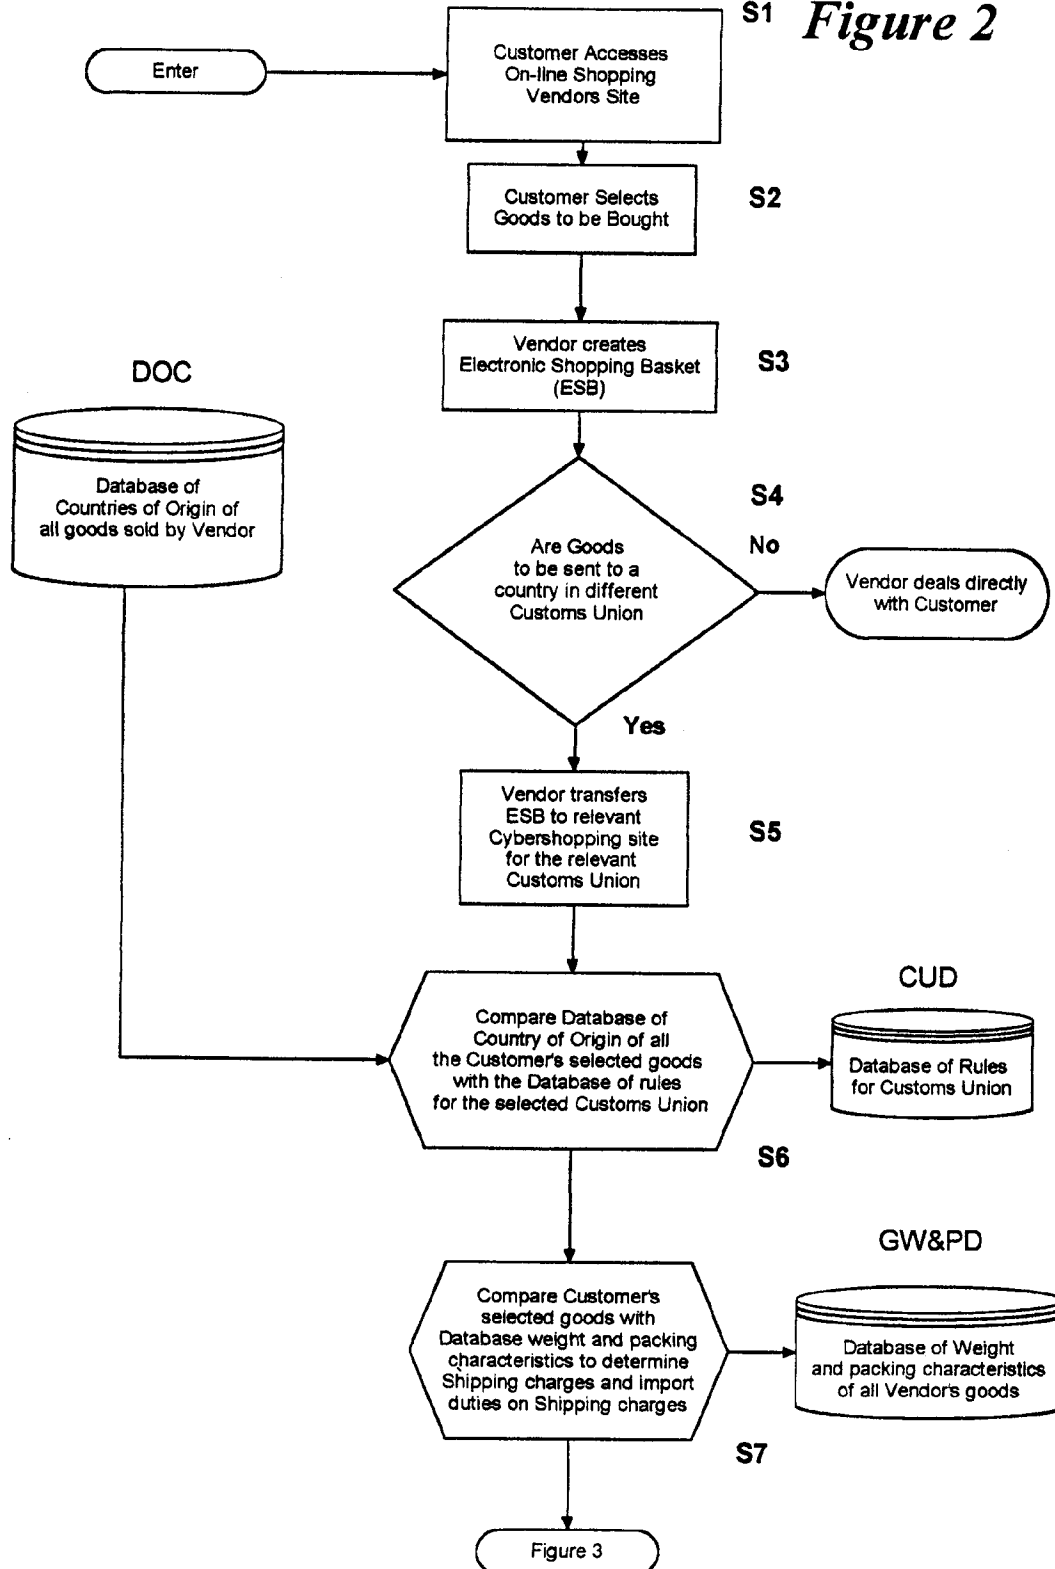 S1
Figure 2
Enter
Customer Accesses
On-line Shopping
Vendors Site
Customer Selects
Goods to be Bought
S2
Vendor creates
Electronic Shopping Basket
(ESB)
S3
DOC
Database of
Countries of Origin of
all goods sold by Vendor
S4
Are Goods
to be sent to a
country in different
Customs Union
No
Vendor deals directly
with Customer
Yes
Vendor transfers
ESB to relevant
Cybershopping site
for the relevant
Customs Union
S5
Compare Database of
Country of Origin of all
the Customer's selected goods
with the Database of rules
for the selected Customs Union
CUD
Database of Rules
for Customs Union
S6
GW&PD
Compare Customer's
selected goods with
Database weight and packing
characteristics to determine
Shipping charges and import
duties on Shipping charges
Database of Weight
and packing characteristics
of all Vendor's goods
S7
Figure 3